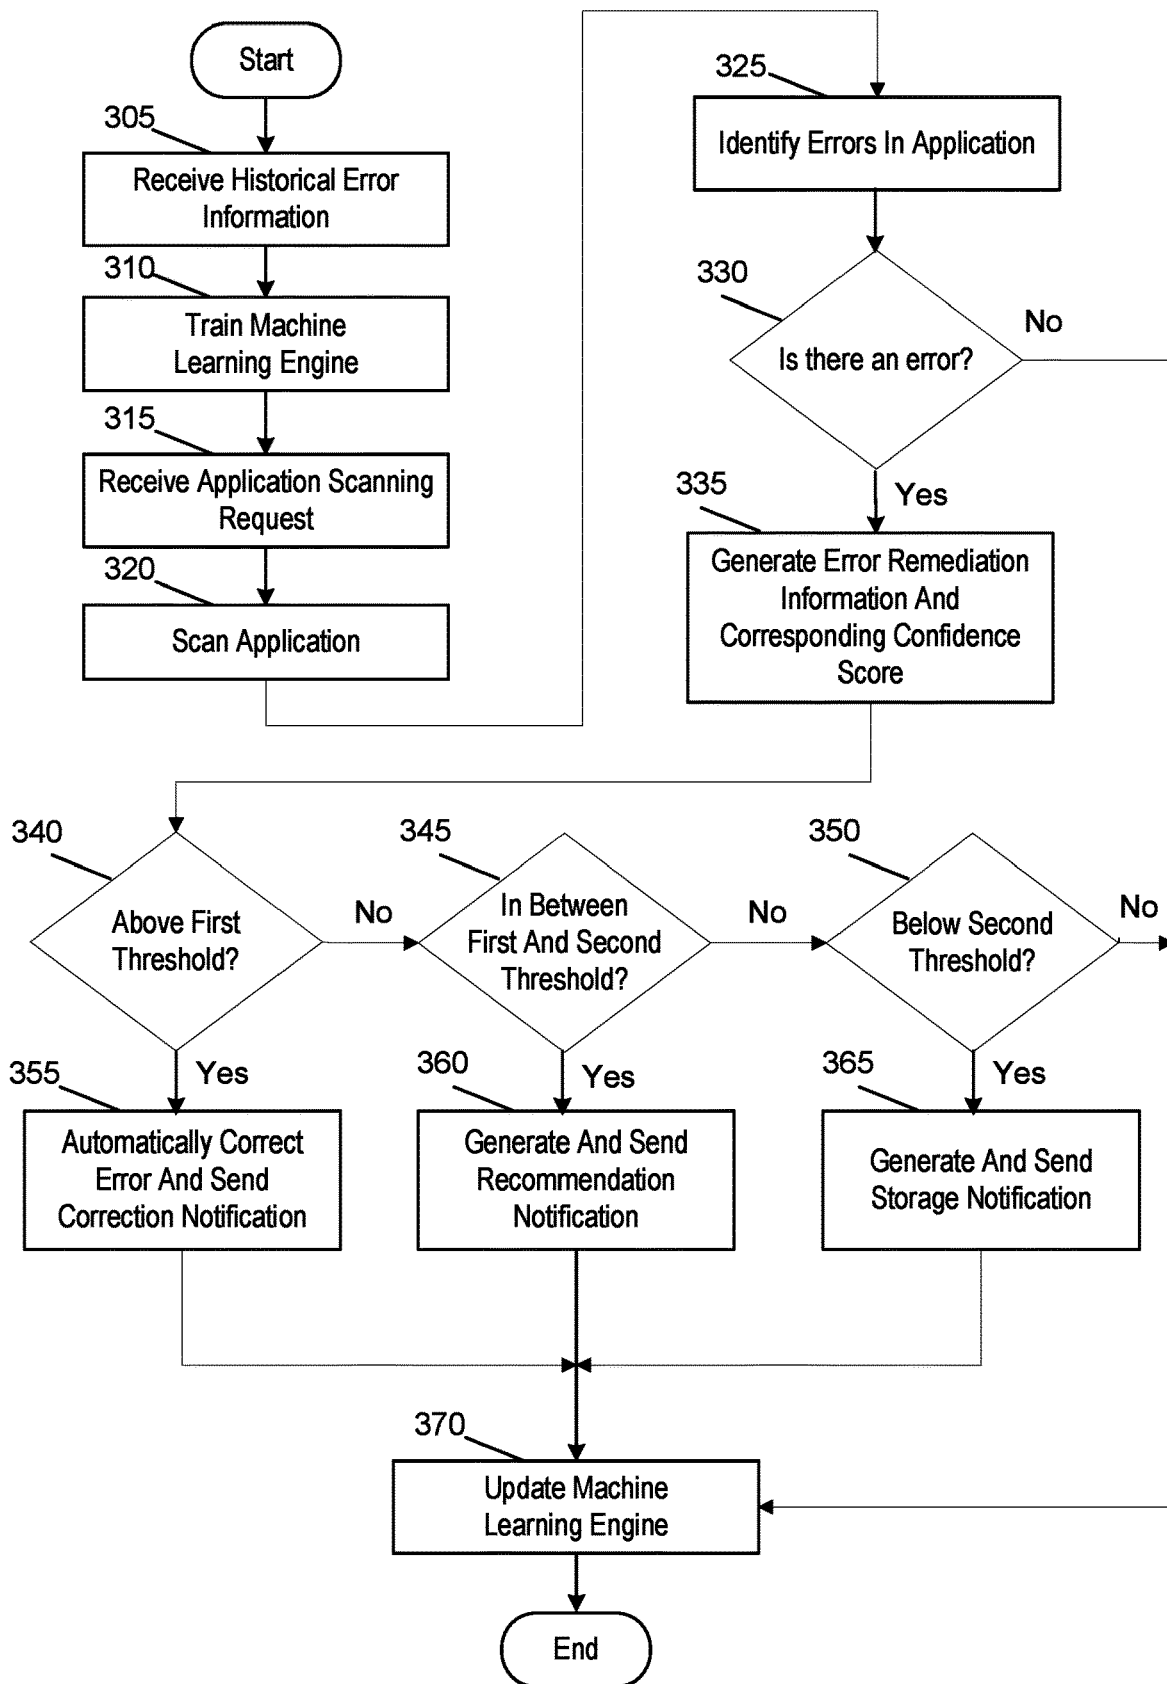 Start
305
Receive Historical Error
Information
310
Train Machine
Learning Engine
315
Receive Application Scanning
Request
320
Scan Application
325
Identify Errors In Application
330
Is there an error?
No
Yes
335
Generate Error Remediation
Information And
Corresponding Confidence
Score
340
Above First
Threshold?
No
Yes
345
In Between
First And Second
Threshold?
No
Yes
350
Below Second
Threshold?
No
Yes
355
Automatically Correct
Error And Send
Correction Notification
360
Generate And Send
Recommendation
Notification
365
Generate And Send
Storage Notification
370
Update Machine
Learning Engine
End